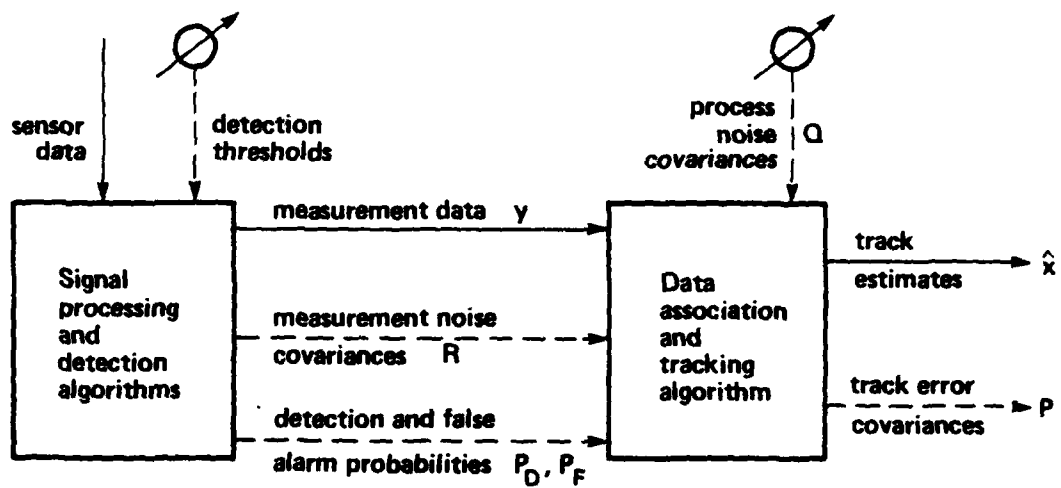 sensor
data
detection
thresholds
process
noise
covariances
Q
Signal
processing
and
detection
algorithms
measurement data y
measurement noise
covariances R
detection and false
alarm probabilities P_D, P_F
Data
association
and
tracking
algorithm
track
estimates
x̂
track error
covariances
P